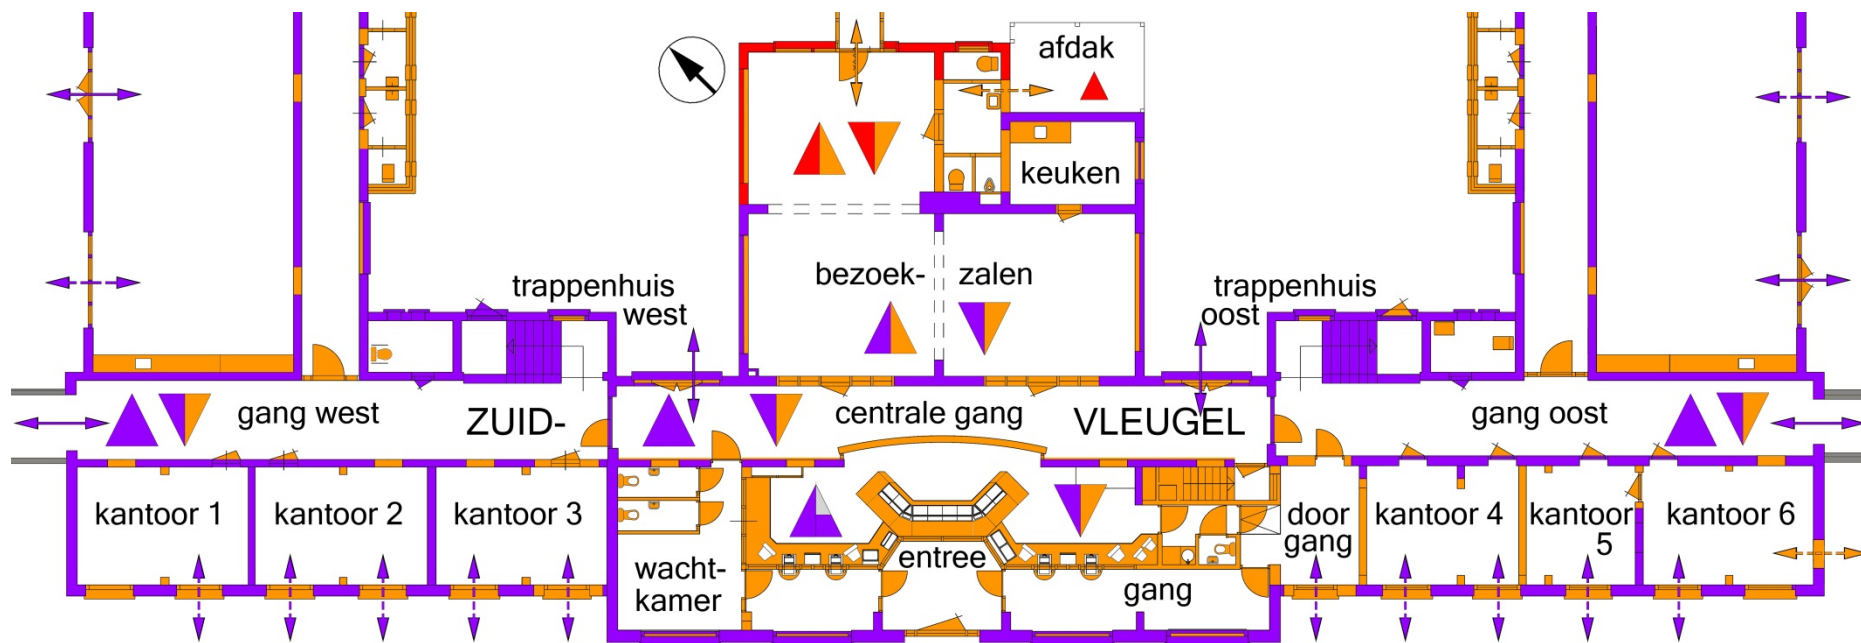 afdak
keuken
bezoek- zalen
trappenhuis
west
trappenhuis
oost
gang west
ZUID-
centrale gang
VLEUGEL
gang oost
kantoor 1
kantoor 2
kantoor 3
wacht-
kamer
entree
gang
door
gang
kantoor 4
kantoor
5
kantoor 6